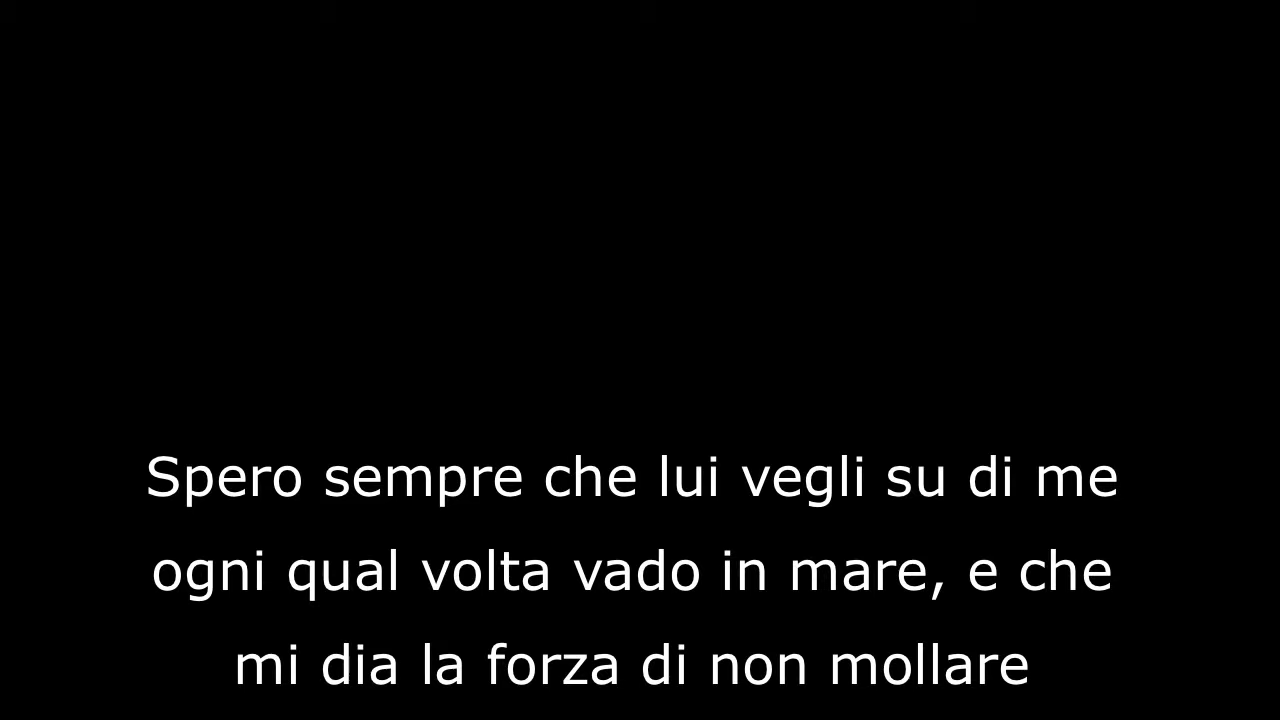 Spero sempre che lui vegli su di me
ogni qual volta vado in mare, e che
mi dia la forza di non mollare